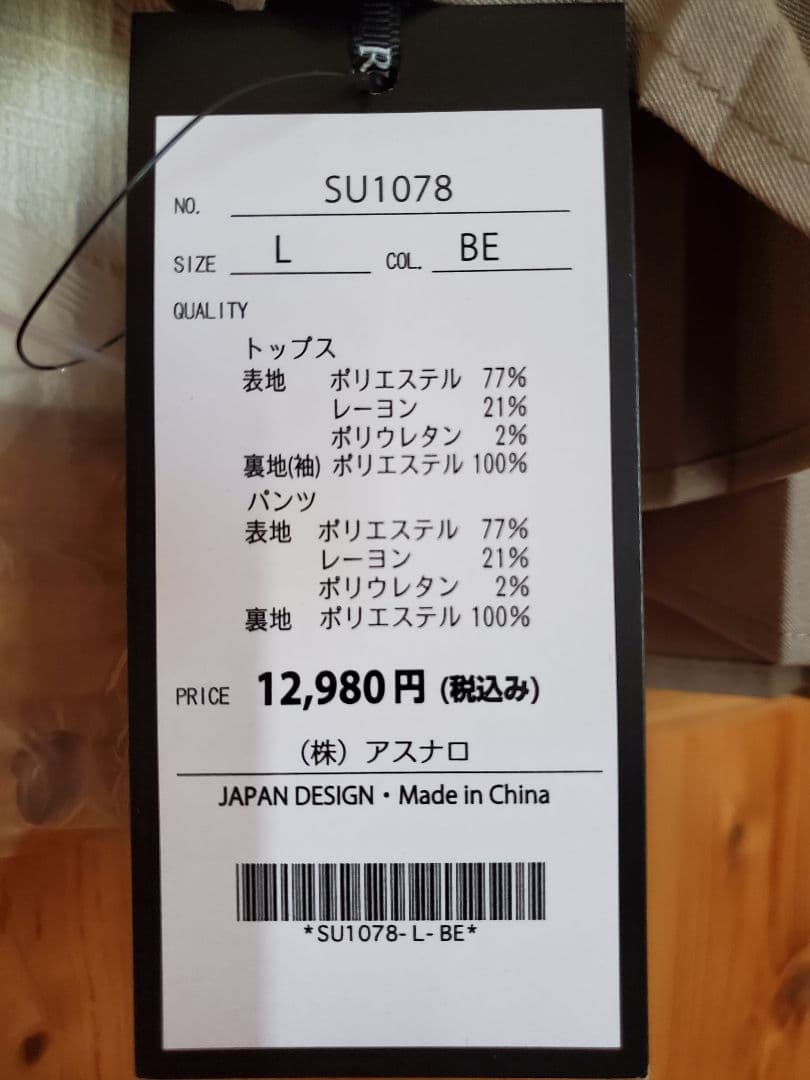 R
NO. SU1078
SIZE L COL. BE
QUALITY
トップス
表地 ポリエステル 77%
レーヨン 21%
ポリウレタン 2%
裏地(袖) ポリエステル 100%
パンツ
表地 ポリエステル 77%
レーヨン 21%
ポリウレタン 2%
裏地 ポリエステル 100%
PRICE 12,980円 (税込み)
（株）アスナロ
JAPAN DESIGN・Made in China
*SU1078-L-BE*